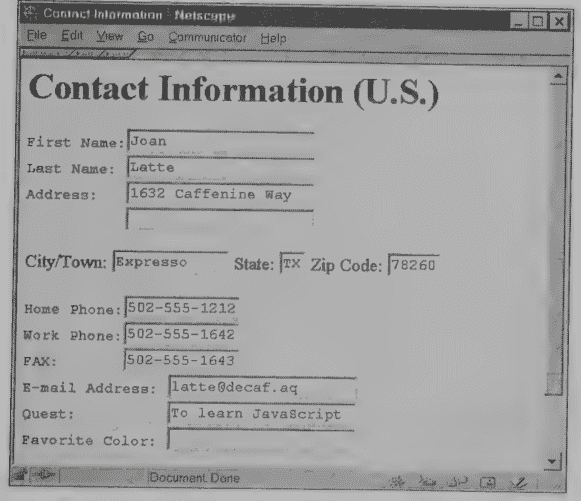 Contact Information - Netscape
File Edit View Go Communicator Help
Contact Information (U.S.)
First Name: Joan
Last Name: Latte
Address: 1632 Caffenine Way
City/Town: Expresso State: TX Zip Code: 78260
Home Phone: 502-555-1212
Work Phone: 502-555-1642
FAX: 502-555-1643
E-mail Address: latte@decaf.aq
Quest: To learn JavaScript
Favorite Color:
Document: Done